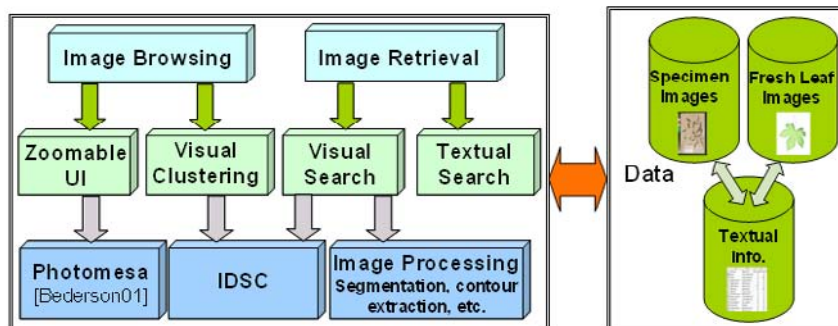 Image Browsing
Image Retrieval
Zoomable
UI
Visual
Clustering
Visual
Search
Textual
Search
Photomesa
[Bederson01]
IDSC
Image Processing
Segmentation, contour
extraction, etc.
Specimen
Images
Fresh Leaf
Images
Data
Textual
Info.